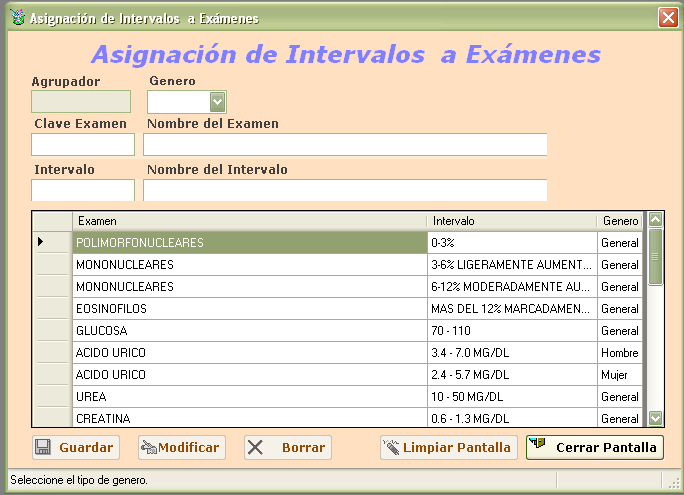 Asignación de Intervalos a Exámenes
Asignación de Intervalos a Exámenes
Agrupador Genero
Clave Examen Nombre del Examen
Intervalo Nombre del Intervalo
Examen Intervalo Genero
POLIMORFONUCLEARES 0-3% General
MONONUCLEARES 3-6% LIGERAMENTE AUMENT... General
MONONUCLEARES 6-12% MODERADAMENTE AU... General
EOSINOFILOS MAS DEL 12% MARCADAMEN... General
GLUCOSA 70 - 110 General
ACIDO URICO 3.4 - 7.0 MG/DL Hombre
ACIDO URICO 2.4 - 5.7 MG/DL Mujer
UREA 10 - 50 MG/DL General
CREATINA 0.6 - 1.3 MG/DL General
Guardar Modificar Borrar Limpiar Pantalla Cerrar Pantalla
Seleccione el tipo de genero.